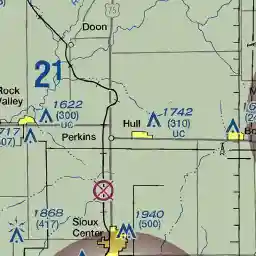 75
Doon
21
Rock
Valley
1622
(300)
UC
1742
(310)
UC
Hull
Perkins
717
Bo
1868
(417)
Sioux
Center
1940
(500)